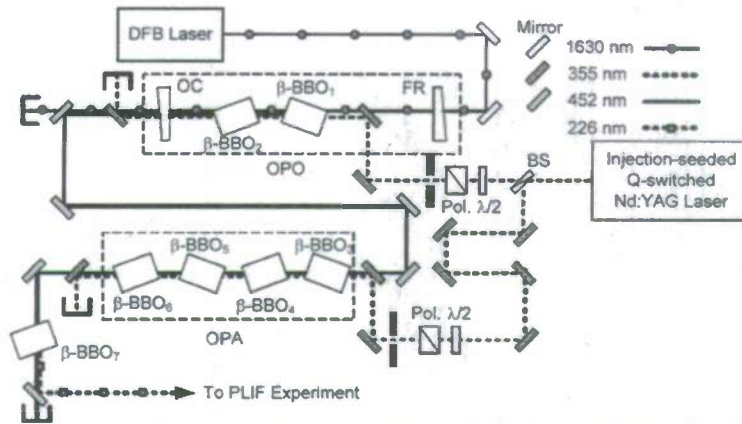 DFB Laser
Mirror
1630 nm
355 nm
452 nm
226 nm
OC
β-BBO₁
FR
β-BBO₂
OPO
Pol. λ/2
BS
Injection-seeded
Q-switched
Nd:YAG Laser
β-BBO₅
β-BBO₃
β-BBO₆
β-BBO₄
OPA
Pol. λ/2
β-BBO₇
To PLIF Experiment